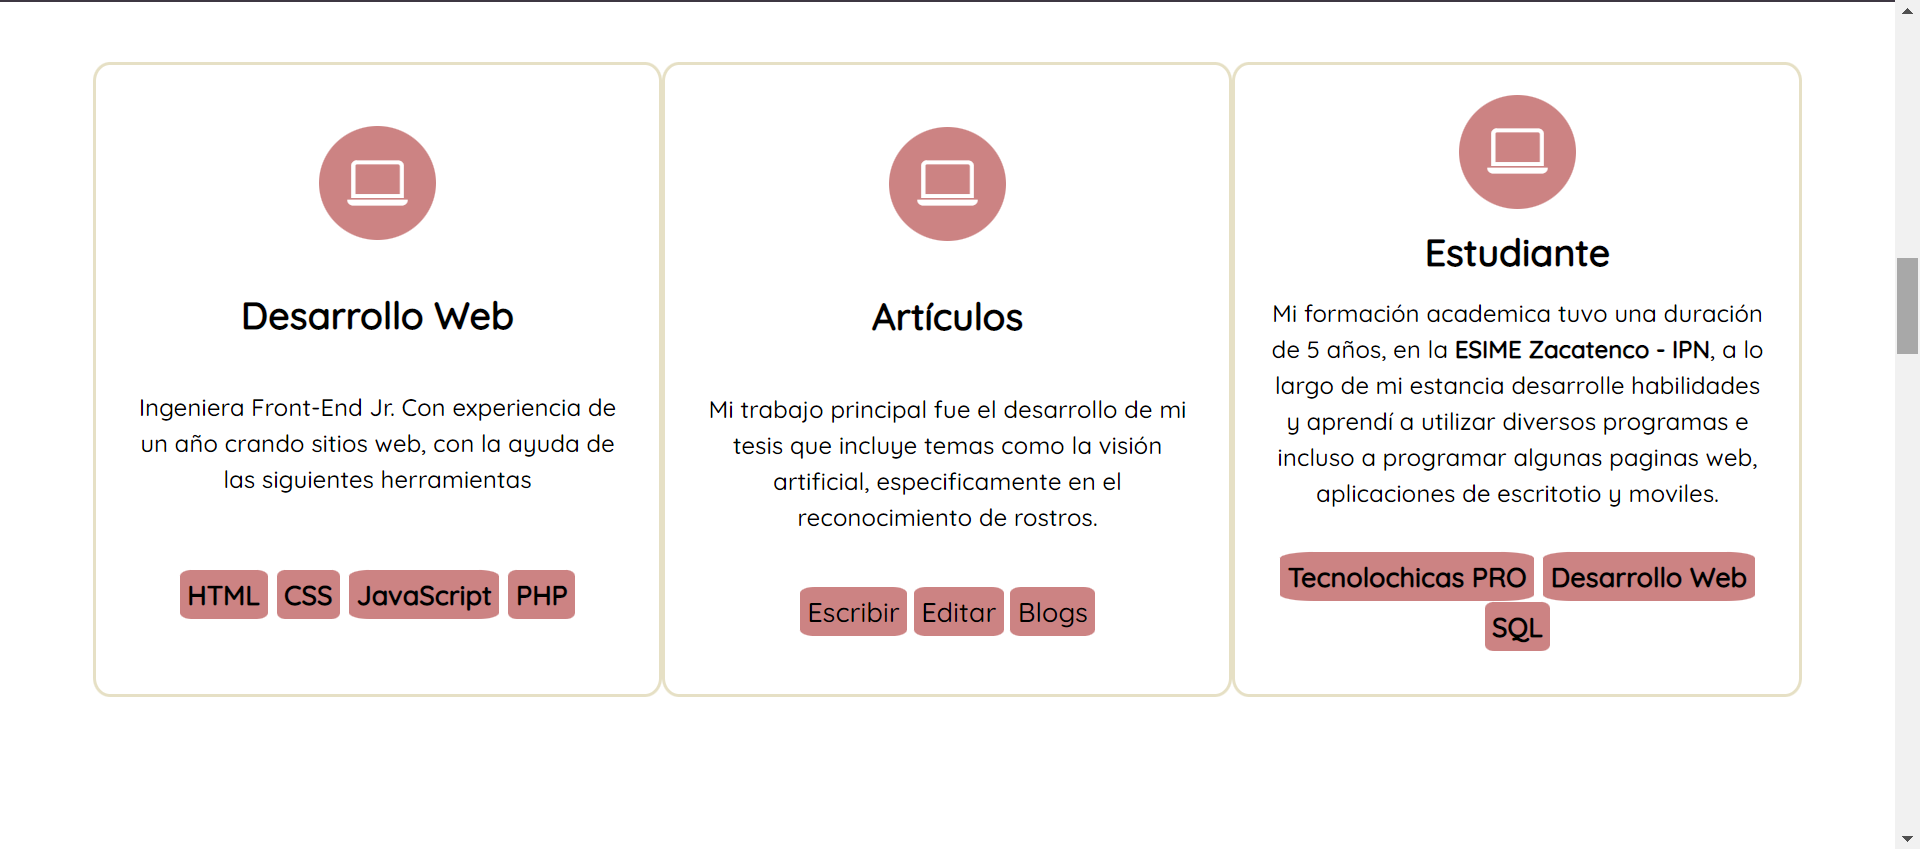 Desarrollo Web
Ingeniera Front-End Jr. Con experiencia de
un año crando sitios web, con la ayuda de
las siguientes herramientas
HTML CSS JavaScript PHP
Artículos
Mi trabajo principal fue el desarrollo de mi
tesis que incluye temas como la visión
artificial, especificamente en el
reconocimiento de rostros.
Escribir Editar Blogs
Estudiante
Mi formación academica tuvo una duración
de 5 años, en la ESIME Zacatenco - IPN, a lo
largo de mi estancia desarrolle habilidades
y aprendí a utilizar diversos programas e
incluso a programar algunas paginas web,
aplicaciones de escritotio y moviles.
Tecnolochicas PRO Desarrollo Web
SQL